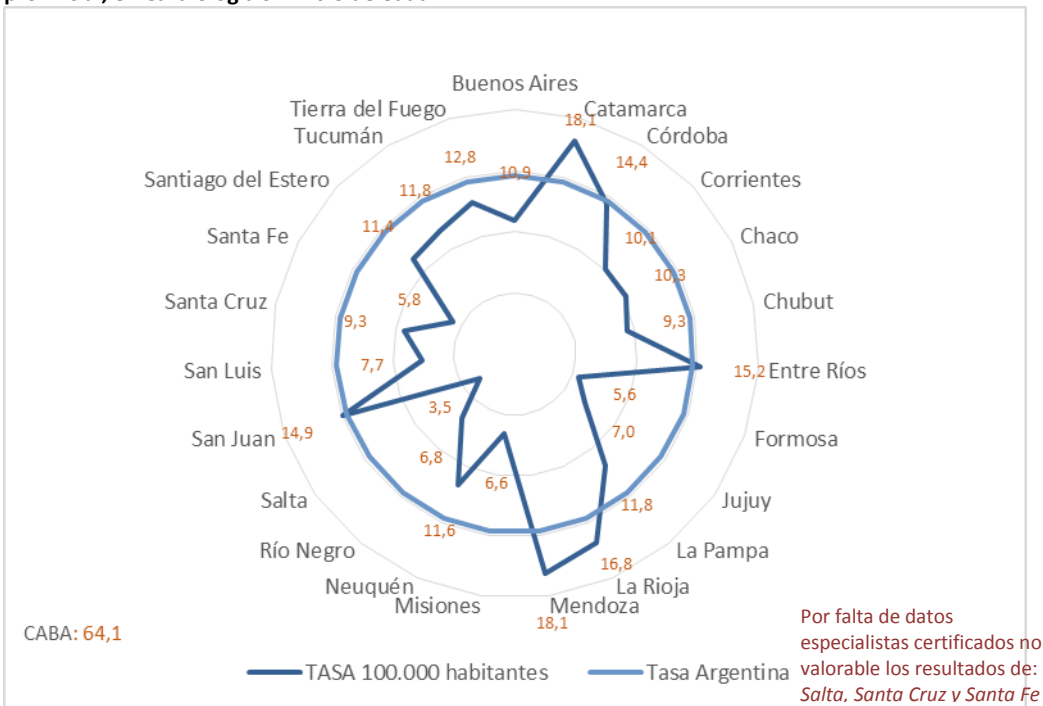 Buenos Aires
Tierra del Fuego
Catamarca
18,1
Tucumán
Córdoba
12,8
10,9
14,4
Santiago del Estero
11,8
Corrientes
Santa Fe
11,4
10,1
Chaco
10,3
Santa Cruz
5,8
Chubut
9,3
9,3
San Luis
7,7
15,2
Entre Ríos
3,5
5,6
San Juan
14,9
7,0
Formosa
6,8
Salta
6,6
Jujuy
11,8
Río Negro
11,6
La Pampa
16,8
Neuquén
La Rioja
Misiones
Mendoza
18,1
CABA: 64,1
TASA 100.000 habitantes
Tasa Argentina
Por falta de datos
especialistas certificados no
valorable los resultados de:
Salta, Santa Cruz y Santa Fe